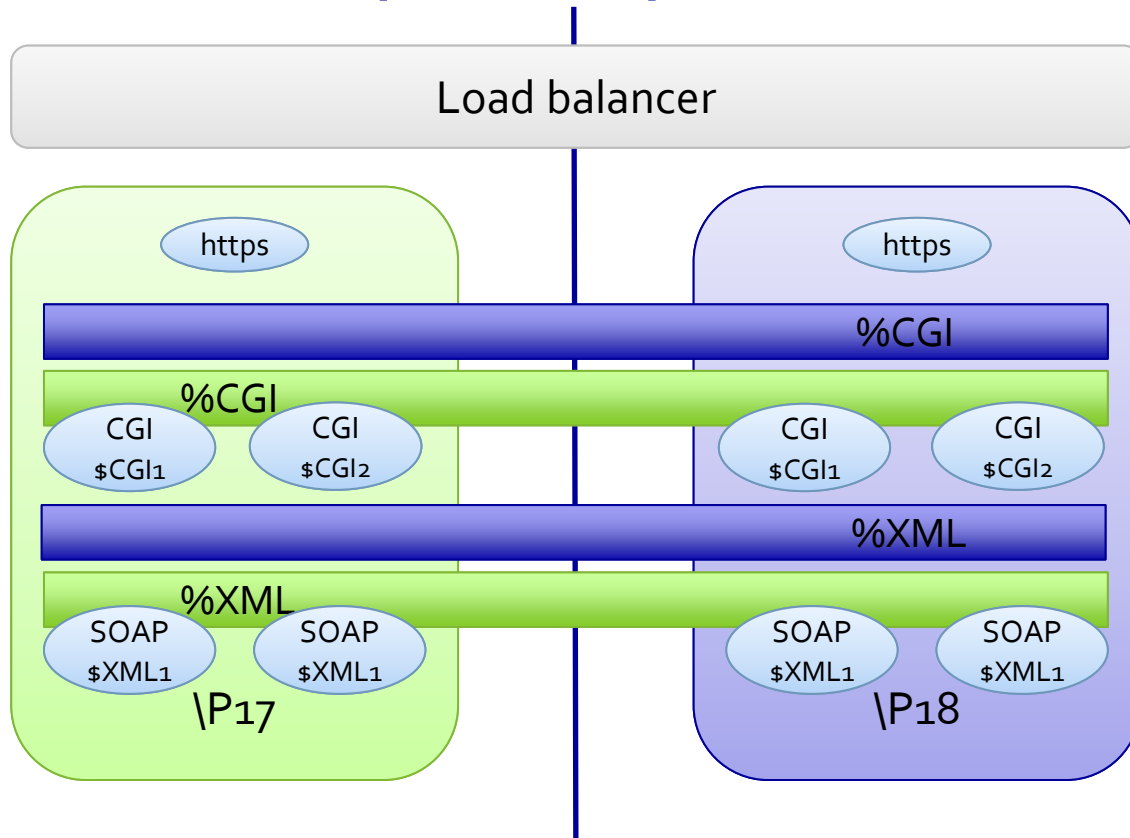 Load balancer
https
https
%CGI
%CGI
CGI
$CGI1
CGI
$CGI2
CGI
$CGI1
CGI
$CGI2
%XML
%XML
SOAP
$XML1
SOAP
$XML1
SOAP
$XML1
SOAP
$XML1
\P17
\P18